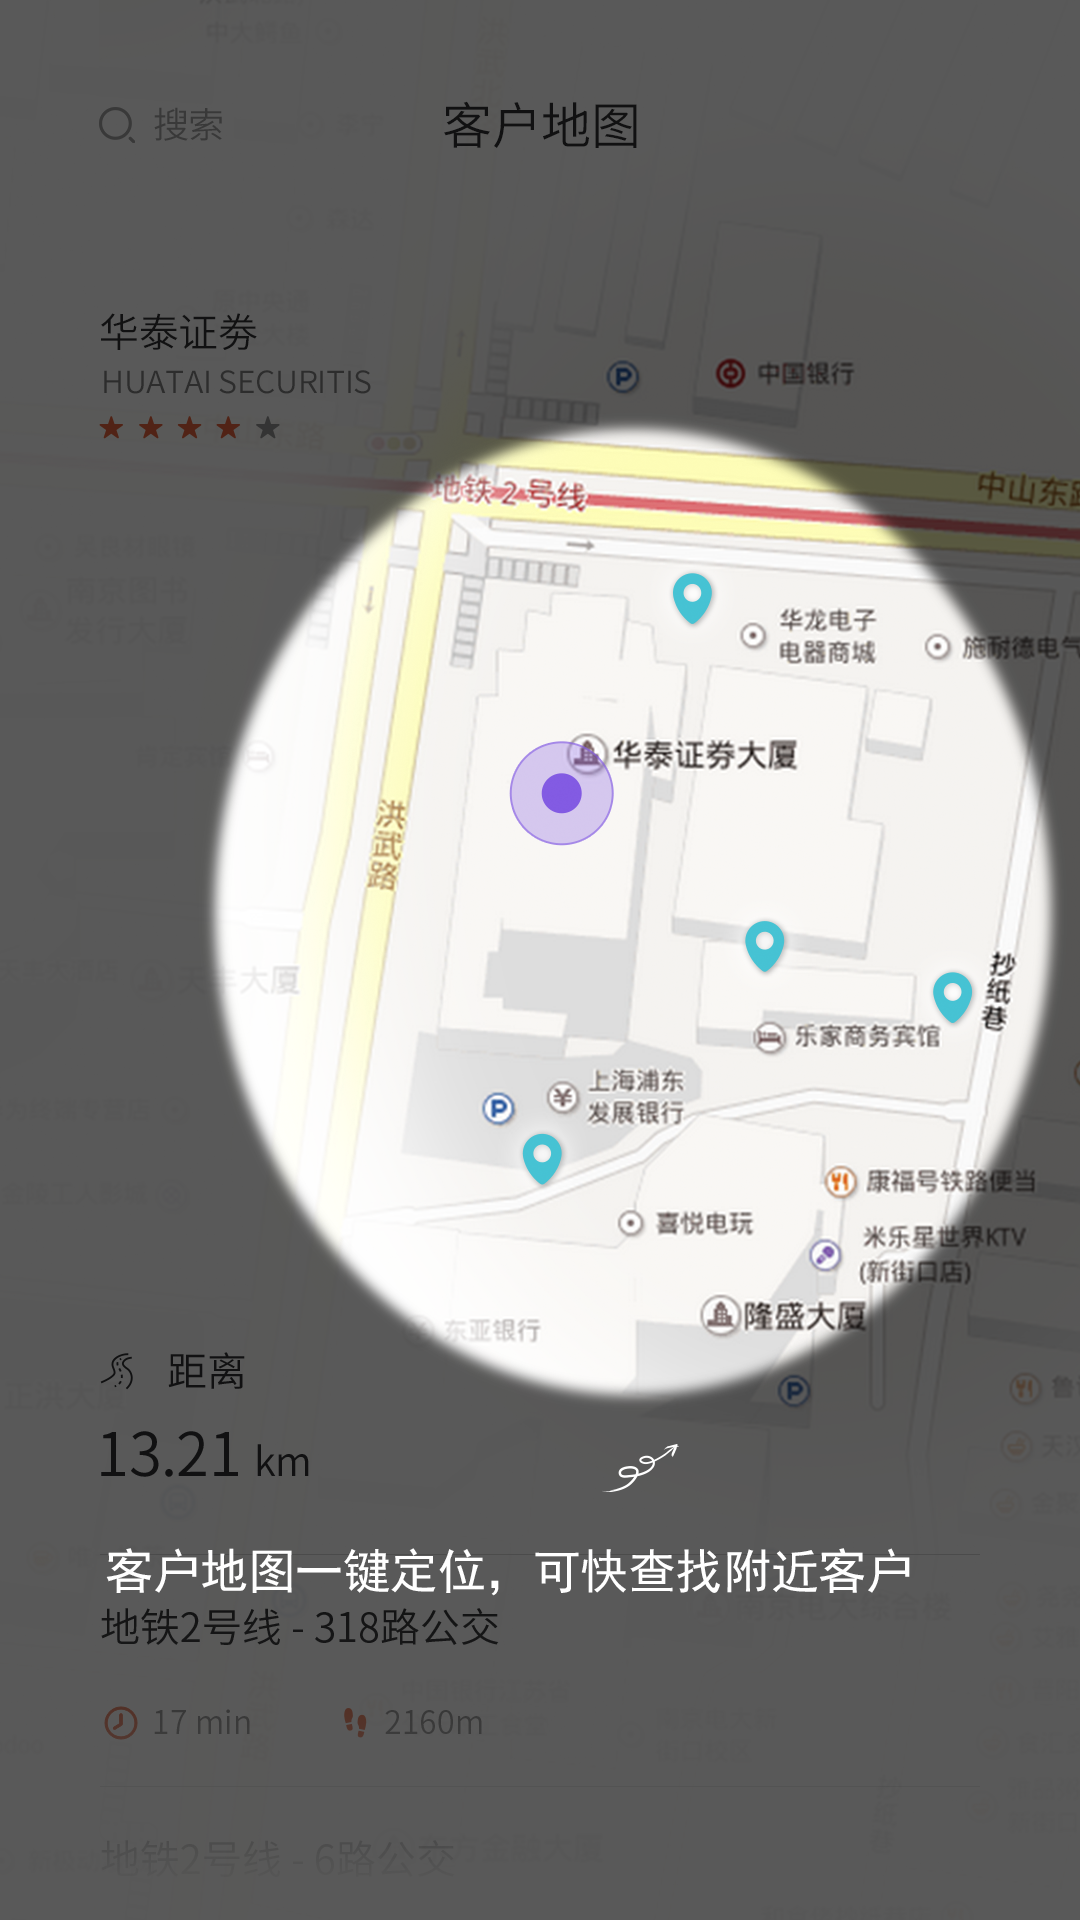 搜索
客户地图
华泰证券
HUATAI SECURITIS
中国银行
地铁 2 号线
中山东路
华龙电子
电器商城
施耐德电气
华泰证券大厦
洪武路
天丰大厦
抄纸巷
乐家商务宾馆
上海浦东
发展银行
康福号铁路便当
喜悦电玩
米乐星世界KTV
(新街口店)
隆盛大厦
东亚银行
距离
13.21 km
客户地图一键定位，可快查找附近客户
地铁2号线 - 318路公交
17 min
2160m
地铁2号线 - 6路公交